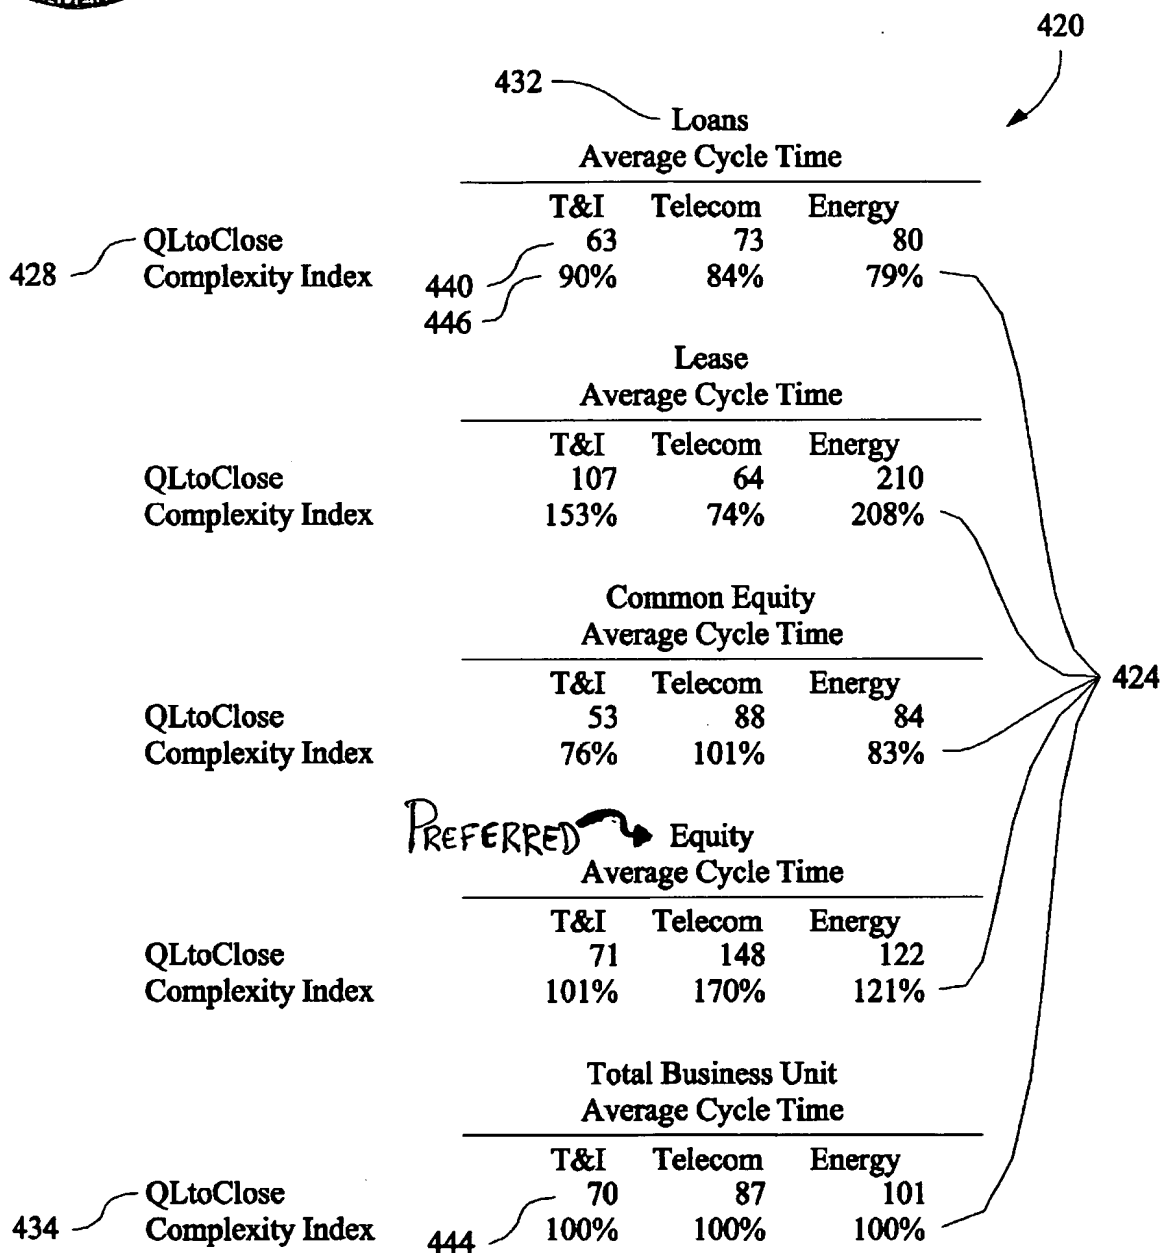 420
432 Loans
Average Cycle Time
T&I Telecom Energy
QLtoClose 63 73 80
428 Complexity Index 440 90% 84% 79%
446
Lease
Average Cycle Time
T&I Telecom Energy
QLtoClose 107 64 210
Complexity Index 153% 74% 208%
Common Equity
Average Cycle Time
T&I Telecom Energy
424
QLtoClose 53 88 84
Complexity Index 76% 101% 83%
PREFERRED Equity
Average Cycle Time
T&I Telecom Energy
QLtoClose 71 148 122
Complexity Index 101% 170% 121%
Total Business Unit
Average Cycle Time
T&I Telecom Energy
QLtoClose 70 87 101
434 Complexity Index 444 100% 100% 100%